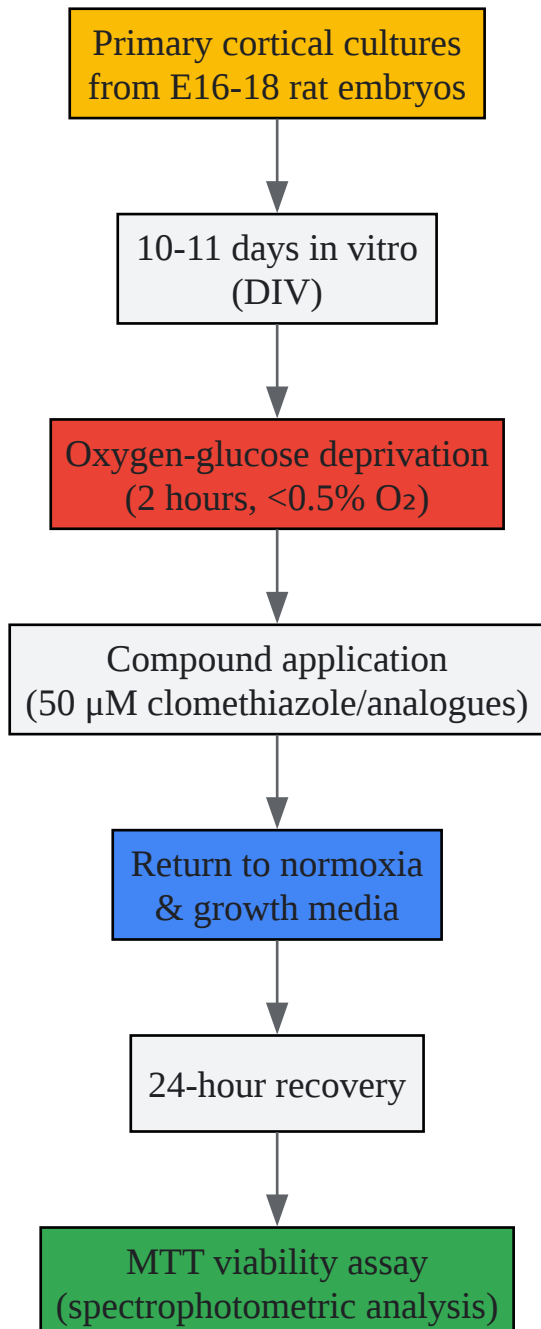 Primary cortical cultures
from E16-18 rat embryos
10-11 days in vitro
(DIV)
Oxygen-glucose deprivation
(2 hours, <0.5% O₂)
Compound application
(50 μM clomethiazole/analogues)
Return to normoxia
& growth media
24-hour recovery
MTT viability assay
(spectrophotometric analysis)